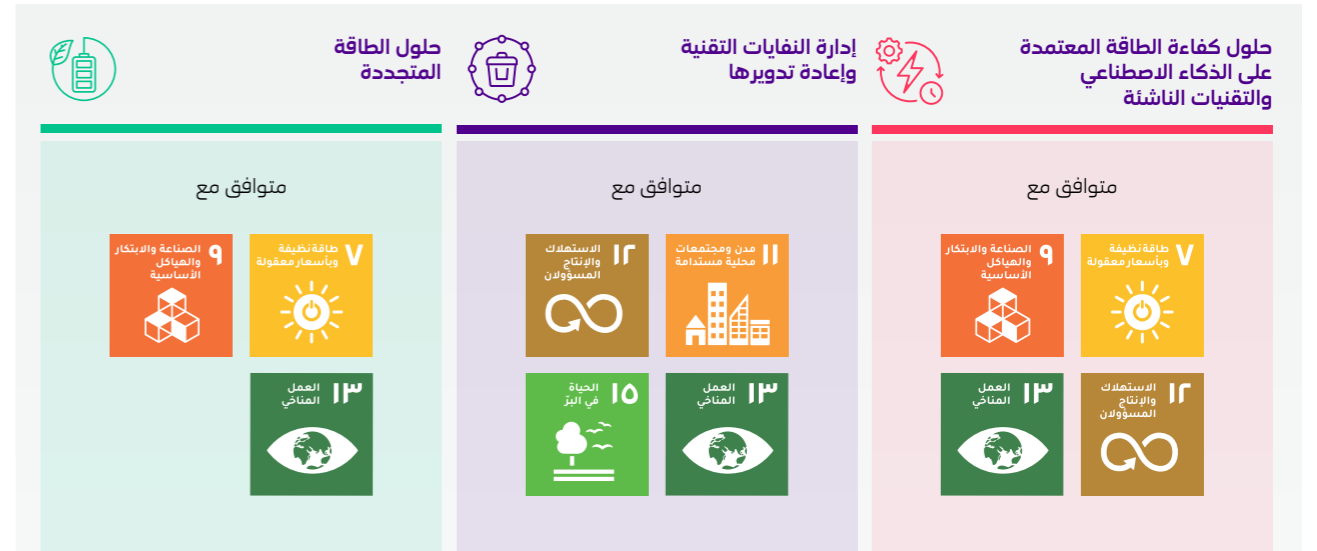 حلول كفاءة الطاقة المعتمدة
على الذكاء الاصطناعي
والتقنيات الناشئة
متوافق مع
٧ طاقة نظيفة
وبأسعار معقولة
٩ الصناعة والابتكار
والهياكل
الأساسية
١٢ الاستهلاك
والإنتاج
المسؤولان
١٣ العمل
المناخي
إدارة النفايات التقنية
وإعادة تدويرها
متوافق مع
١١ مدن ومجتمعات
محلية مستدامة
١٢ الاستهلاك
والإنتاج
المسؤولان
١٣ العمل
المناخي
١٥ الحياة
في البرّ
حلول الطاقة
المتجددة
متوافق مع
٧ طاقة نظيفة
وبأسعار معقولة
٩ الصناعة والابتكار
والهياكل
الأساسية
١٣ العمل
المناخي